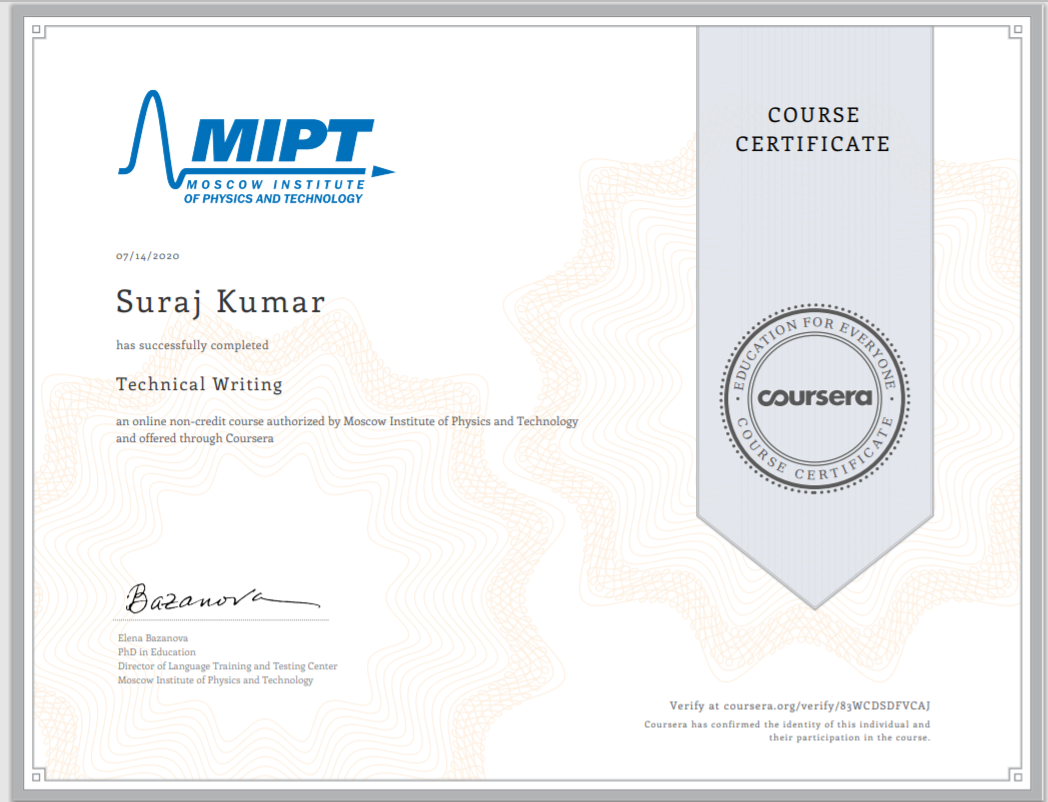 MIPT
MOSCOW INSTITUTE
OF PHYSICS AND TECHNOLOGY
07/14/2020
Suraj Kumar
has successfully completed
Technical Writing
an online non-credit course authorized by Moscow Institute of Physics and Technology
and offered through Coursera
Bazanova
Elena Bazanova
PhD in Education
Director of Language Training and Testing Center
Moscow Institute of Physics and Technology
COURSE
CERTIFICATE
EDUCATION FOR EVERYONE
coursera
COURSE CERTIFICATE
Verify at coursera.org/verify/83WCDSDFVCAJ
Coursera has confirmed the identity of this individual and
their participation in the course.